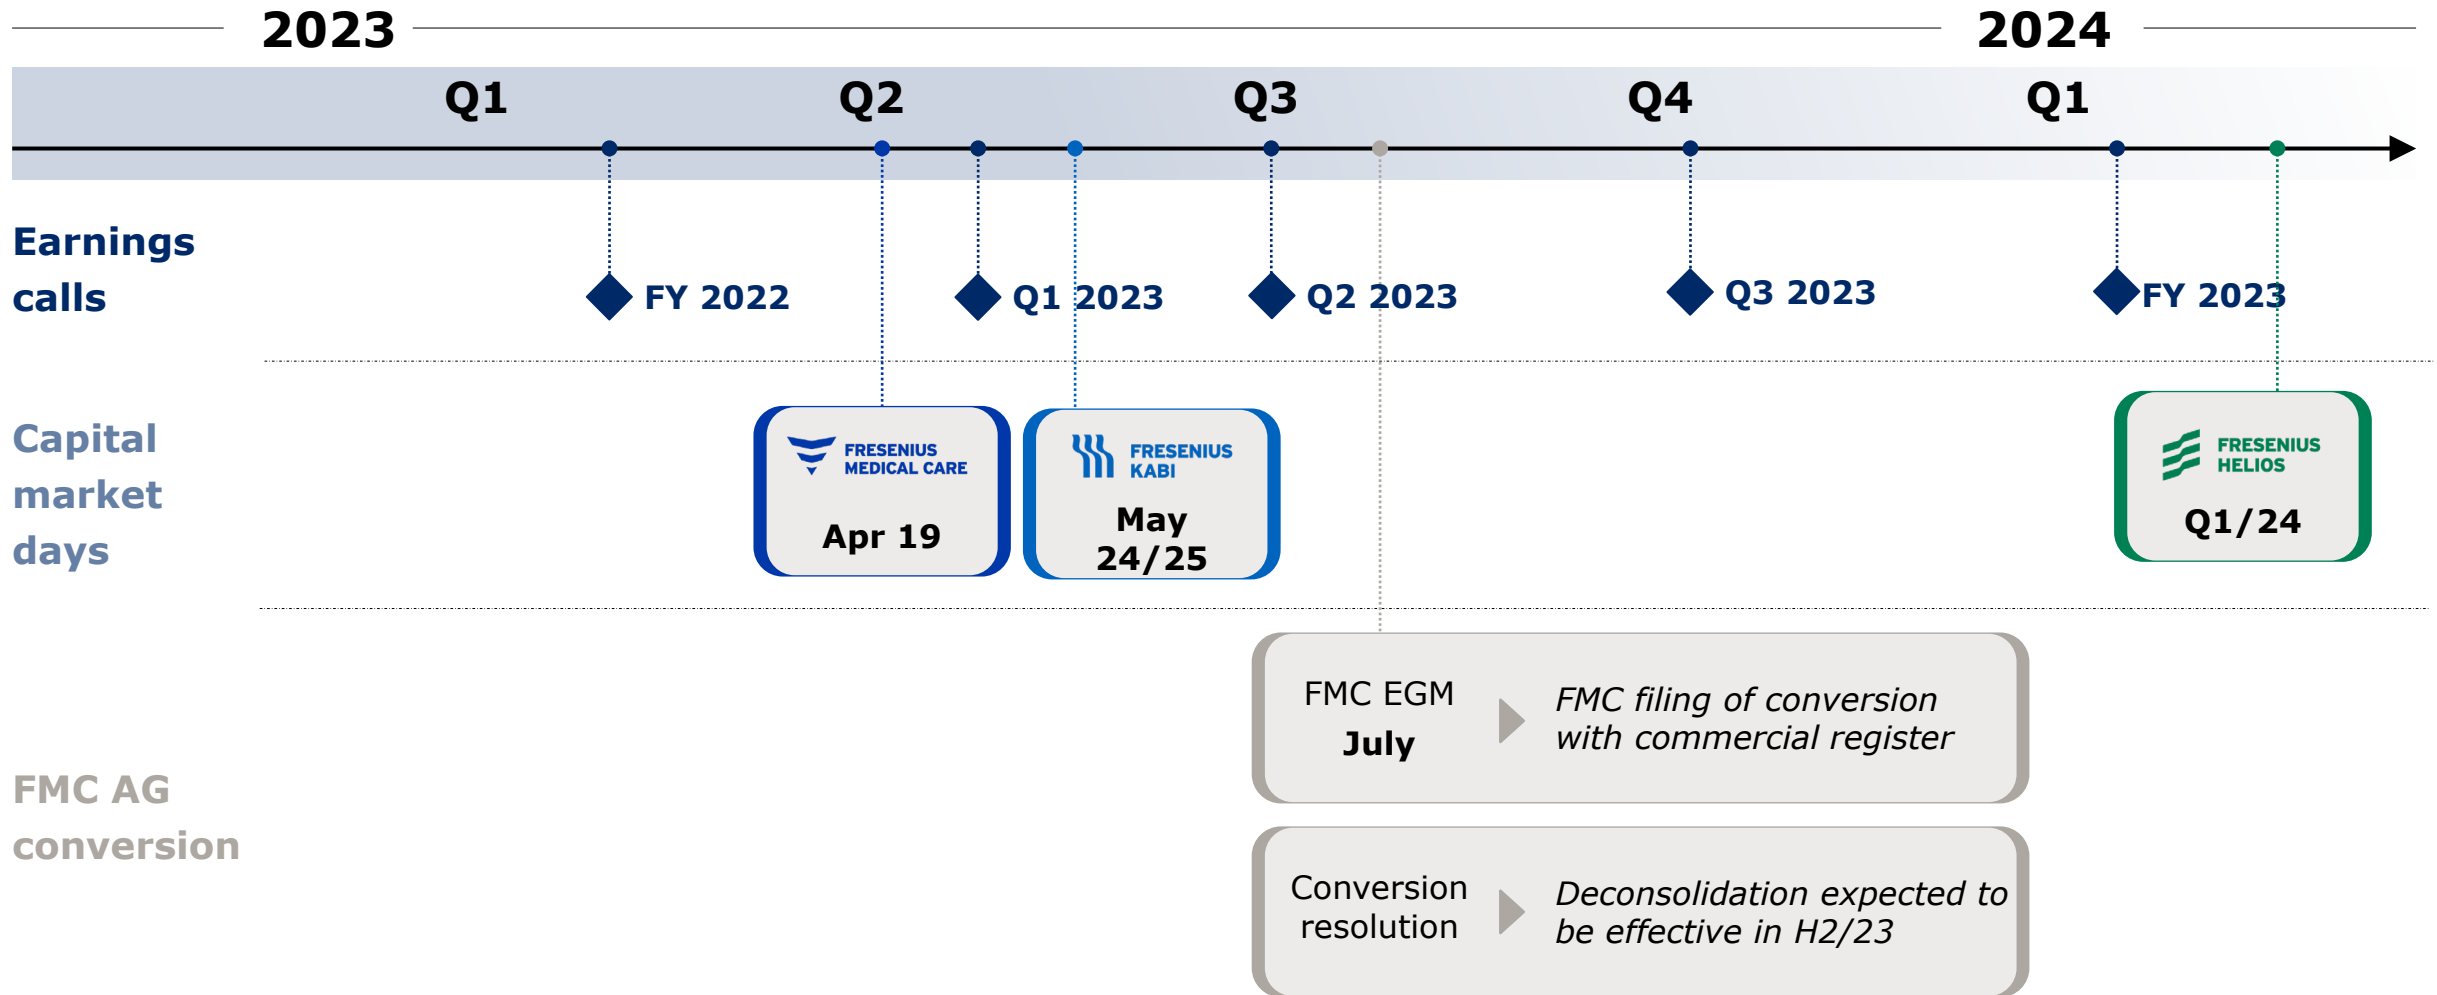 2023
2024
Q1
Q2
Q3
Q4
Q1
Earnings
calls
FY 2022
Q1 2023
Q2 2023
Q3 2023
FY 2023
Capital
market
days
FRESENIUS
MEDICAL CARE
Apr 19
FRESENIUS
KABI
May
24/25
FRESENIUS
HELIOS
Q1/24
FMC AG
conversion
FMC EGM
July
FMC filing of conversion
with commercial register
Conversion
resolution
Deconsolidation expected to
be effective in H2/23